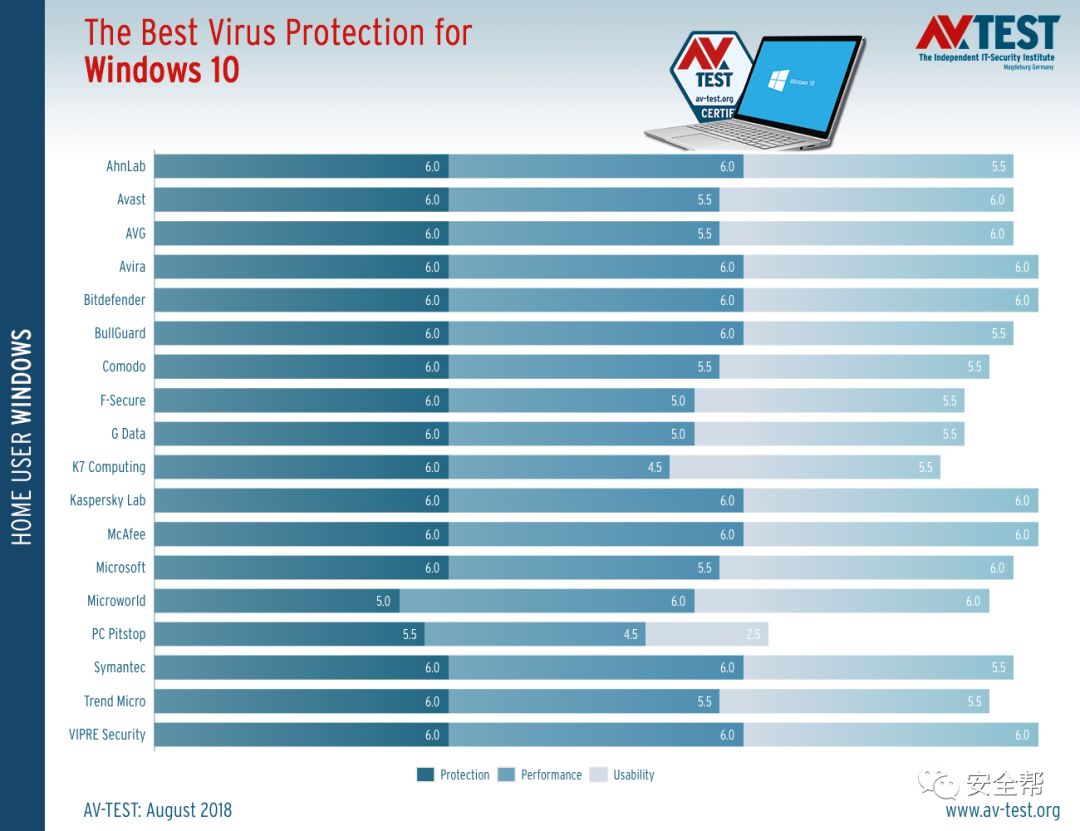 The Best Virus Protection for
Windows 10
AV TEST
av-test.org
CERTIF
Windows 10
AVTEST
The Independent IT-Security Institute
Magdeburg Germany
HOME USER WINDOWS
AhnLab 6.0 6.0 5.5
Avast 6.0 5.5 6.0
AVG 6.0 5.5 6.0
Avira 6.0 6.0 6.0
Bitdefender 6.0 6.0 6.0
BullGuard 6.0 6.0 5.5
Comodo 6.0 5.5 5.5
F-Secure 6.0 5.0 5.5
G Data 6.0 5.0 5.5
K7 Computing 6.0 4.5 5.5
Kaspersky Lab 6.0 6.0 6.0
McAfee 6.0 6.0 6.0
Microsoft 6.0 5.5 6.0
Microworld 5.0 6.0 6.0
PC Pitstop 5.5 4.5 2.5
Symantec 6.0 6.0 5.5
Trend Micro 6.0 5.5 5.5
VIPRE Security 6.0 6.0 6.0
Protection Performance Usability
安全帮
AV-TEST: August 2018 www.av-test.org